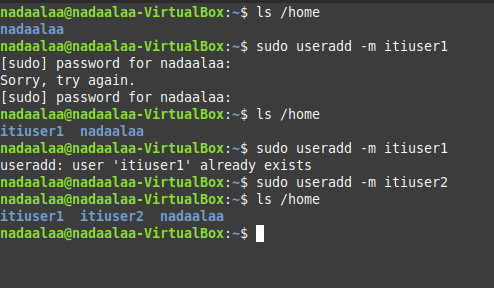 nadaalaa@nadaalaa-VirtualBox:~$ ls /home
nadaalaa
nadaalaa@nadaalaa-VirtualBox:~$ sudo useradd -m itiuser1
[sudo] password for nadaalaa:
Sorry, try again.
[sudo] password for nadaalaa:
nadaalaa@nadaalaa-VirtualBox:~$ ls /home
itiuser1  nadaalaa
nadaalaa@nadaalaa-VirtualBox:~$ sudo useradd -m itiuser1
useradd: user 'itiuser1' already exists
nadaalaa@nadaalaa-VirtualBox:~$ sudo useradd -m itiuser2
nadaalaa@nadaalaa-VirtualBox:~$ ls /home
itiuser1  itiuser2  nadaalaa
nadaalaa@nadaalaa-VirtualBox:~$